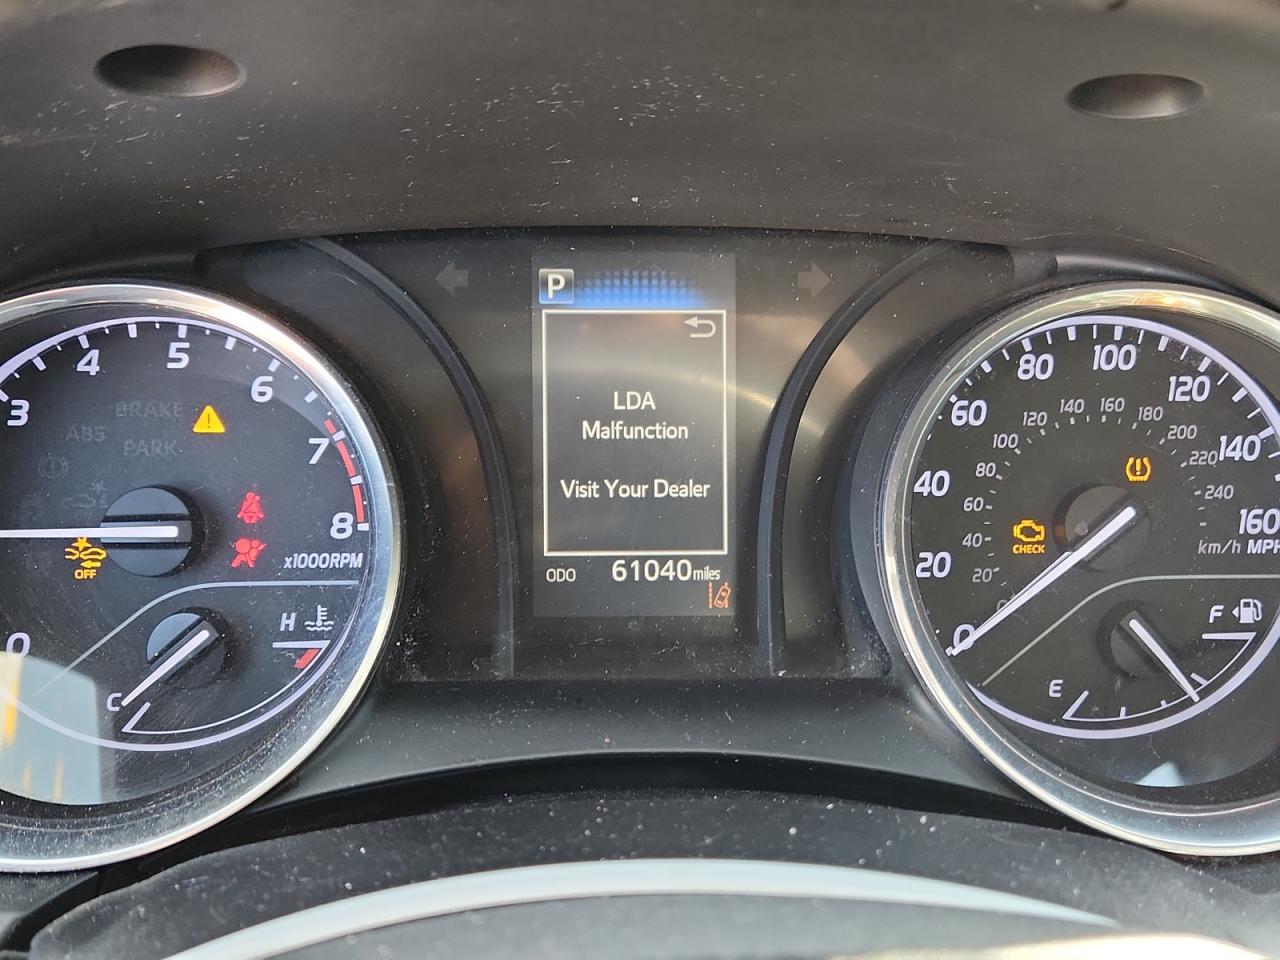 P
LDA
Malfunction
Visit Your Dealer
ODO 61040 miles
3
4
5
6
7
8
0
x1000RPM
BRAKE
ABS
PARK
OFF
H
C
0
20
40
60
80
100
120
140
160
km/h MPH
20
40
60
80
100
120
140
160
180
200
220
240
CHECK
F
E